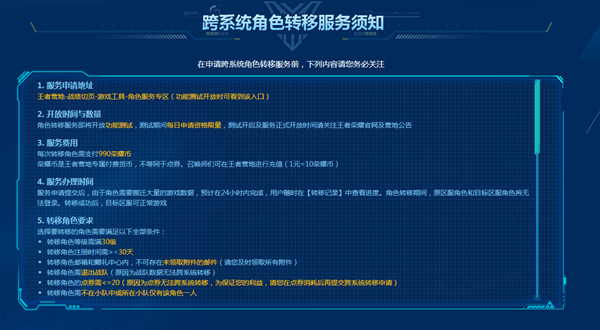 跨系统角色转移服务须知
在申请跨系统角色转移服务前，下列内容请您务必关注
1. 服务申请地址
王者营地-战绩切页-游戏工具-角色服务专区（功能测试开放时可看到该入口）
2. 开放时间与数量
角色转移服务即将开放功能测试，测试期间每日申请资格限量，测试开启及服务正式开放时间请关注王者荣耀官网及营地公告
3. 服务费用
每次转移角色需支付990荣耀币
荣耀币是王者营地专属付费货币，不等同于点券。召唤师们可在王者营地进行充值（1元=10荣耀币）
4. 服务办理时间
服务申请提交后，由于角色需要搬迁大量的游戏数据，预计在24小时内完成，用户随时在【转移记录】中查看进度。角色转移期间，原区服角色和目标区服角色将无
法登录。转移成功后，目标区服可正常游戏
5. 转移角色要求
选择要转移的角色需要满足以下全部条件：
• 转移角色等级需满30级
• 转移角色注册时间需>=30天
• 转移角色邮箱和赠礼中心内，不可存在未领取附件的邮件（请您及时领取所有附件）
• 转移角色需退出战队（原因为战队数据无法跨系统转移）
• 转移角色的点券需<=20（原因为点券无法跨系统转移，为保证您的利益，请您在点券消耗后再提交跨系统转移申请）
• 转移角色需不在小队中或所在小队仅有该角色一人